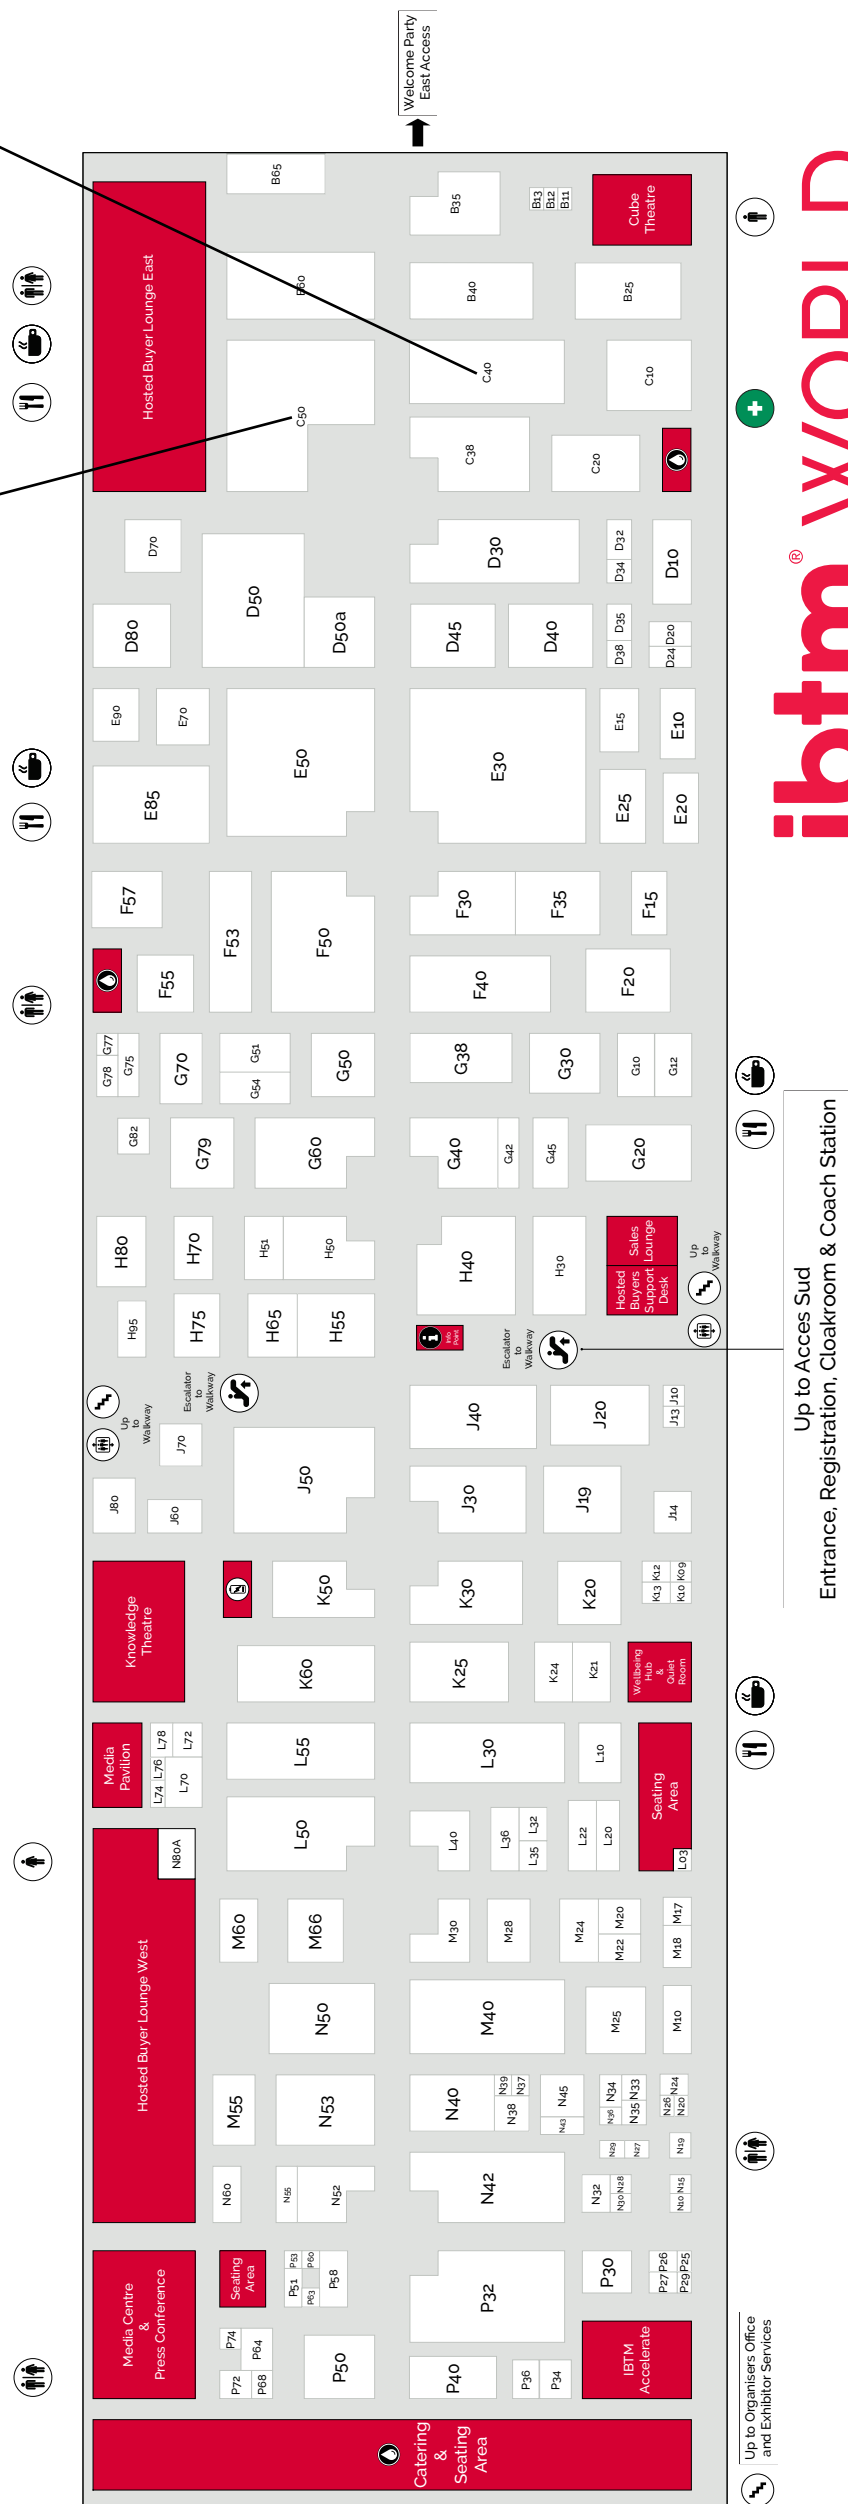 Welcome Party
East Access
Hosted Buyer Lounge East
B65
B35
B13
B12
B11
Cube
Theatre
B60
B40
B25
C50
C40
C10
C38
C20
D70
D50
D30
D32
D34
D10
D80
D50a
D45
D40
D35
D38
D20
D24
E90
E70
E50
E30
E15
E10
E85
E25
E20
F57
F53
F50
F30
F35
F15
F55
F40
F20
G77
G78
G75
G70
G51
G54
G50
G38
G30
G10
G12
G82
G79
G60
G40
G42
G45
G20
H80
H70
H51
H50
H40
H30
Sales
Lounge
Hosted
Buyers
Support
Desk
Up
to
Walkway
H95
H75
H65
H55
Info
Point
Escalator
to
Walkway
Up
to
Walkway
Escalator
to
Walkway
J70
J50
J40
J20
J10
J13
J80
J60
J30
J19
J14
Knowledge
Theatre
K50
K30
K20
K12
K09
K13
K10
K60
K25
K24
K21
Wellbeing
Hub
&
Quiet
Room
Media
Pavilion
L78
L72
L76
L74
L70
L55
L30
L10
Seating
Area
L03
L50
L40
L36
L32
L35
L22
L20
Hosted Buyer Lounge West
N80A
M60
M66
M30
M28
M24
M20
M22
M17
M18
N50
M40
M25
M10
M55
N53
N40
N39
N37
N38
N45
N43
N34
N33
N36
N35
N24
N26
N20
N29
N27
N19
N60
N55
N52
N42
N32
N28
N30
N15
N10
Media Centre
&
Press Conference
Seating
Area
P53
P60
P51
P63
P58
P32
P30
P26
P25
P27
P29
P74
P64
P72
P68
P50
P40
P36
P34
IBTM
Accelerate
Catering
&
Seating
Area
Up to Organisers Office
and Exhibitor Services
Up to Acces Sud
Entrance, Registration, Cloakroom & Coach Station
ibtm® WORLD